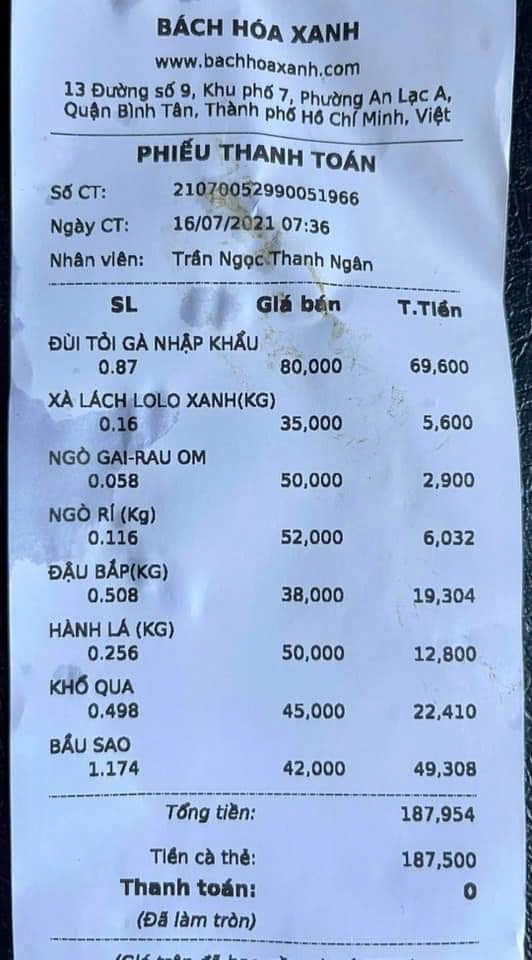 BÁCH HÓA XANH
www.bachhoaxanh.com
13 Đường số 9, Khu phố 7, Phường An Lạc A,
Quận Bình Tân, Thành phố Hồ Chí Minh, Việt
PHIẾU THANH TOÁN
Số CT: 21070052990051966
Ngày CT: 16/07/2021 07:36
Nhân viên: Trần Ngọc Thanh Ngân
SL Giá bán T.Tiền
ĐÙI TỎI GÀ NHẬP KHẨU
0.87 80,000 69,600
XÀ LÁCH LOLO XANH(KG)
0.16 35,000 5,600
NGÒ GAI-RAU OM
0.058 50,000 2,900
NGÒ RÍ (Kg)
0.116 52,000 6,032
ĐẬU BẮP(KG)
0.508 38,000 19,304
HÀNH LÁ (KG)
0.256 50,000 12,800
KHỔ QUA
0.498 45,000 22,410
BẦU SAO
1.174 42,000 49,308
Tổng tiền: 187,954
Tiền cà thẻ: 187,500
Thanh toán: 0
(Đã làm tròn)